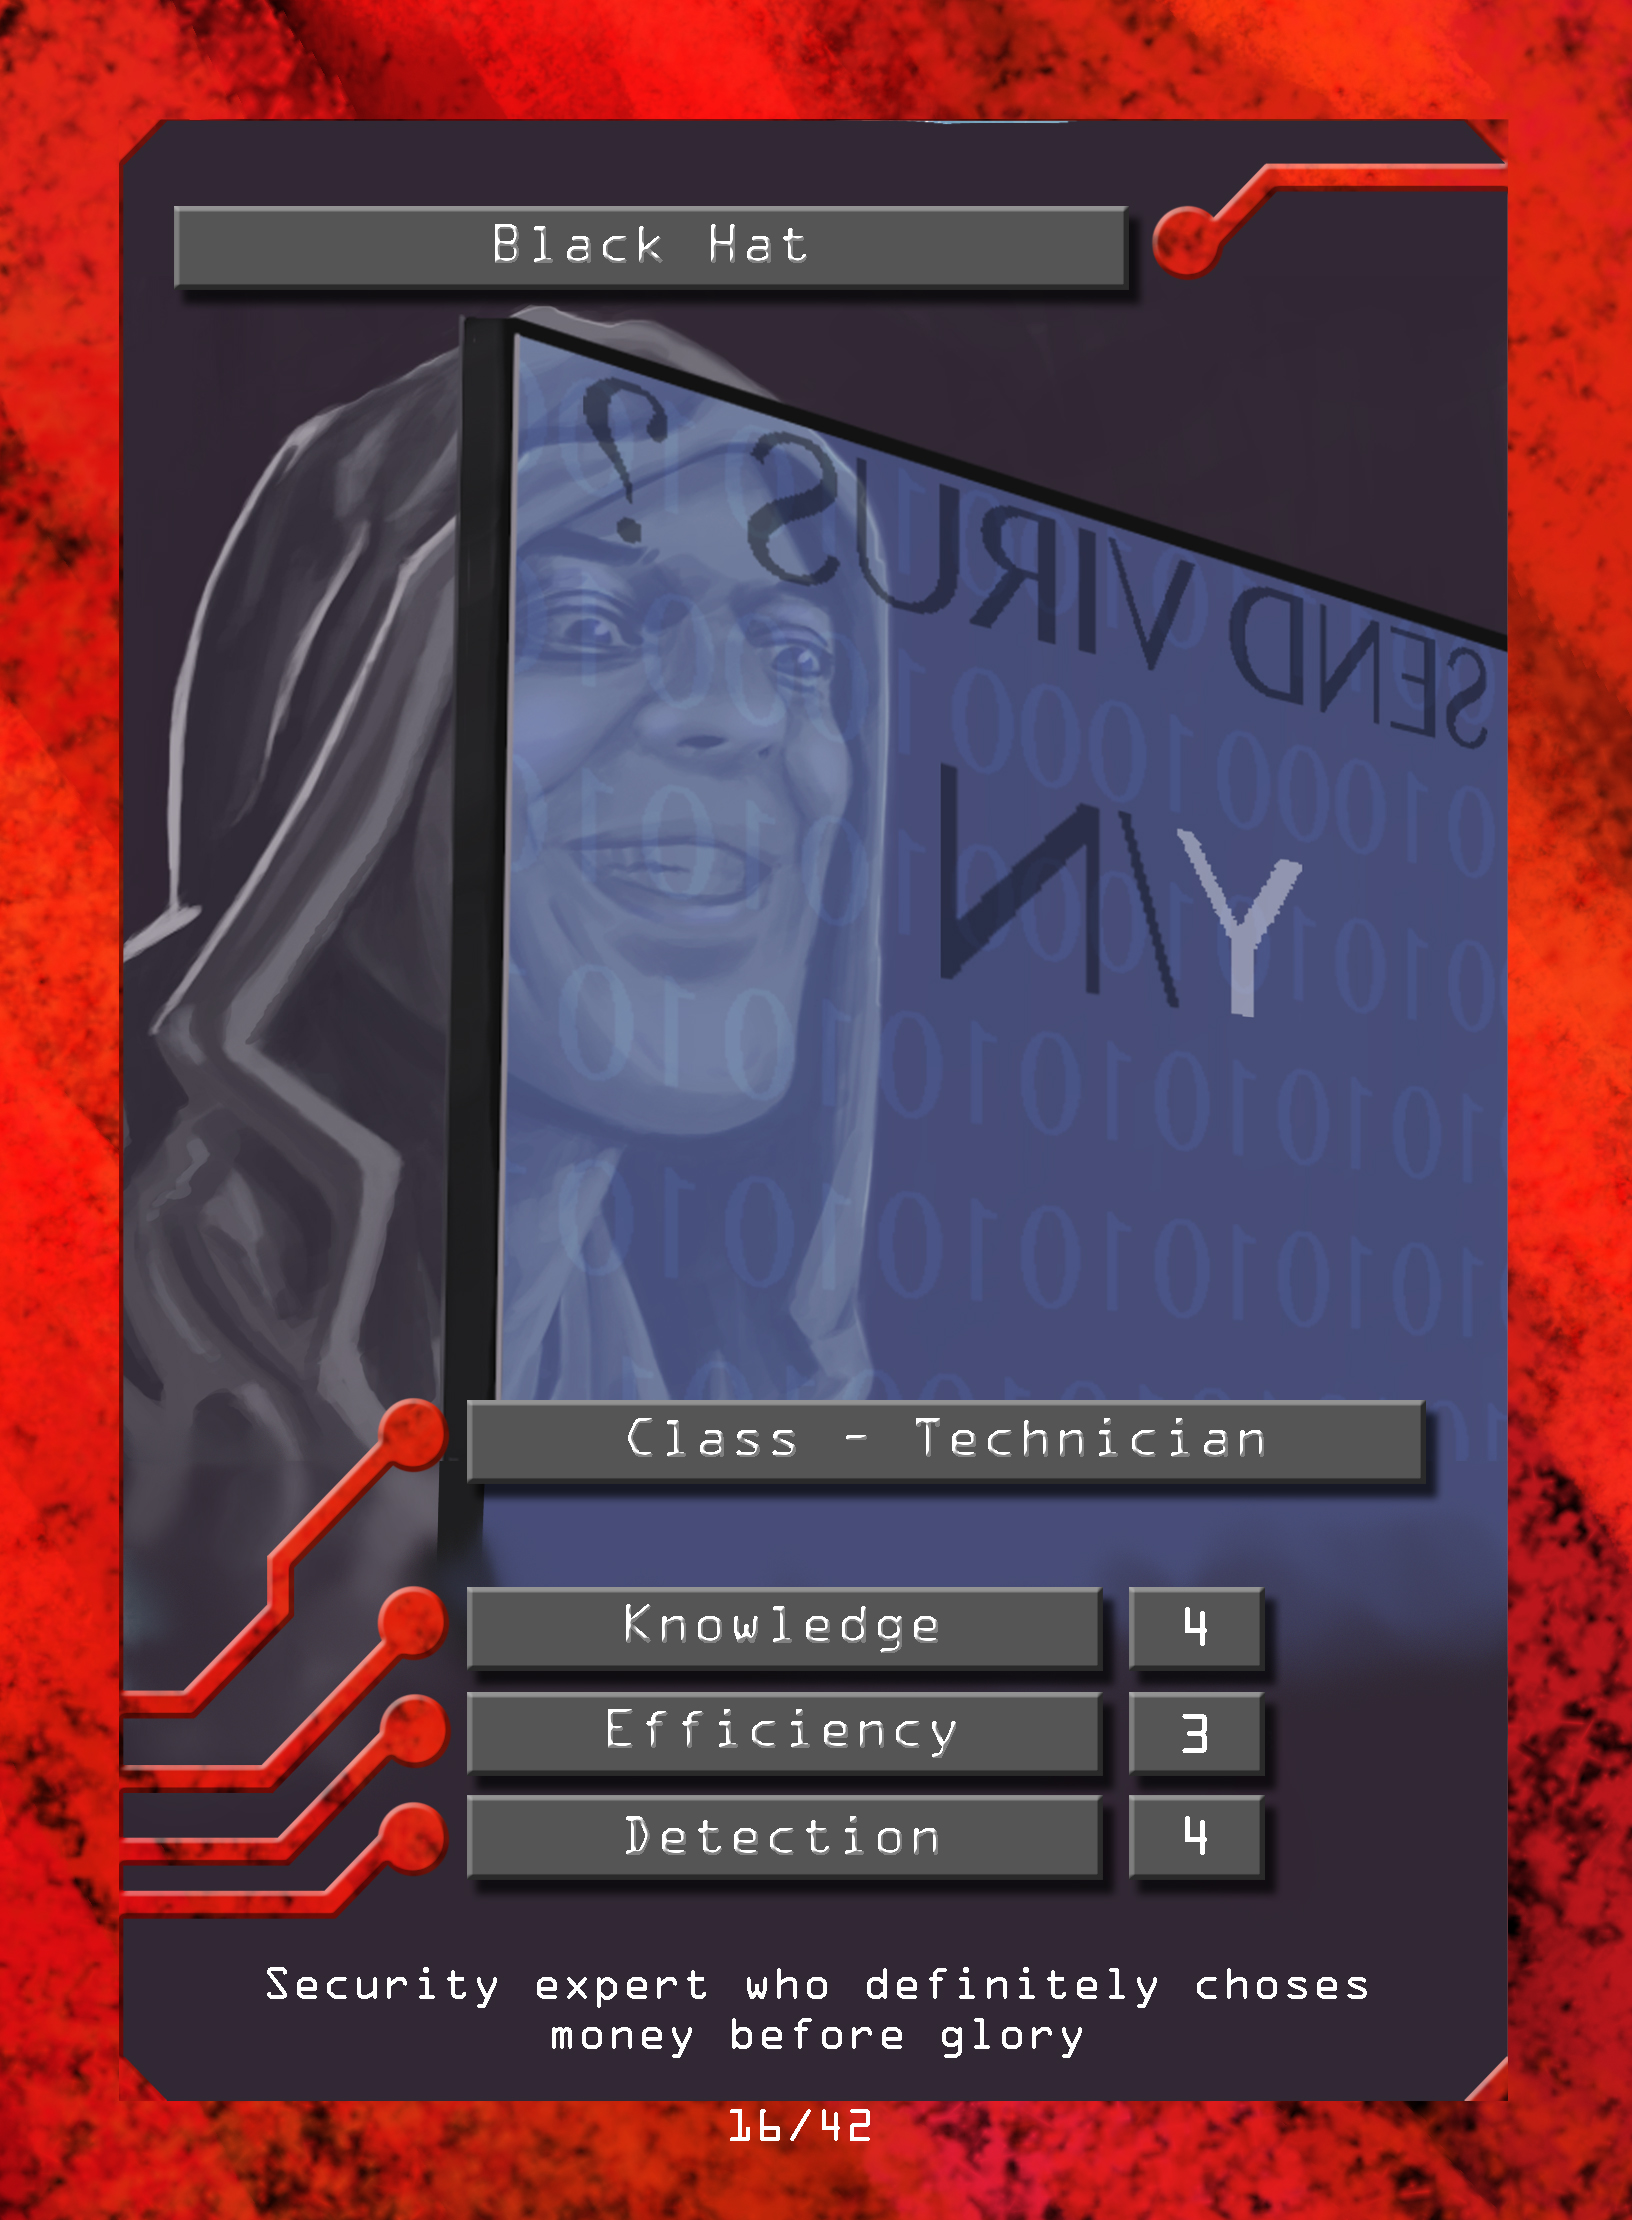 Black Hat
SEND VIRUS ?
Y/N
Class - Technician
Knowledge 4
Efficiency 3
Detection 4
Security expert who definitely choses
money before glory
16/42